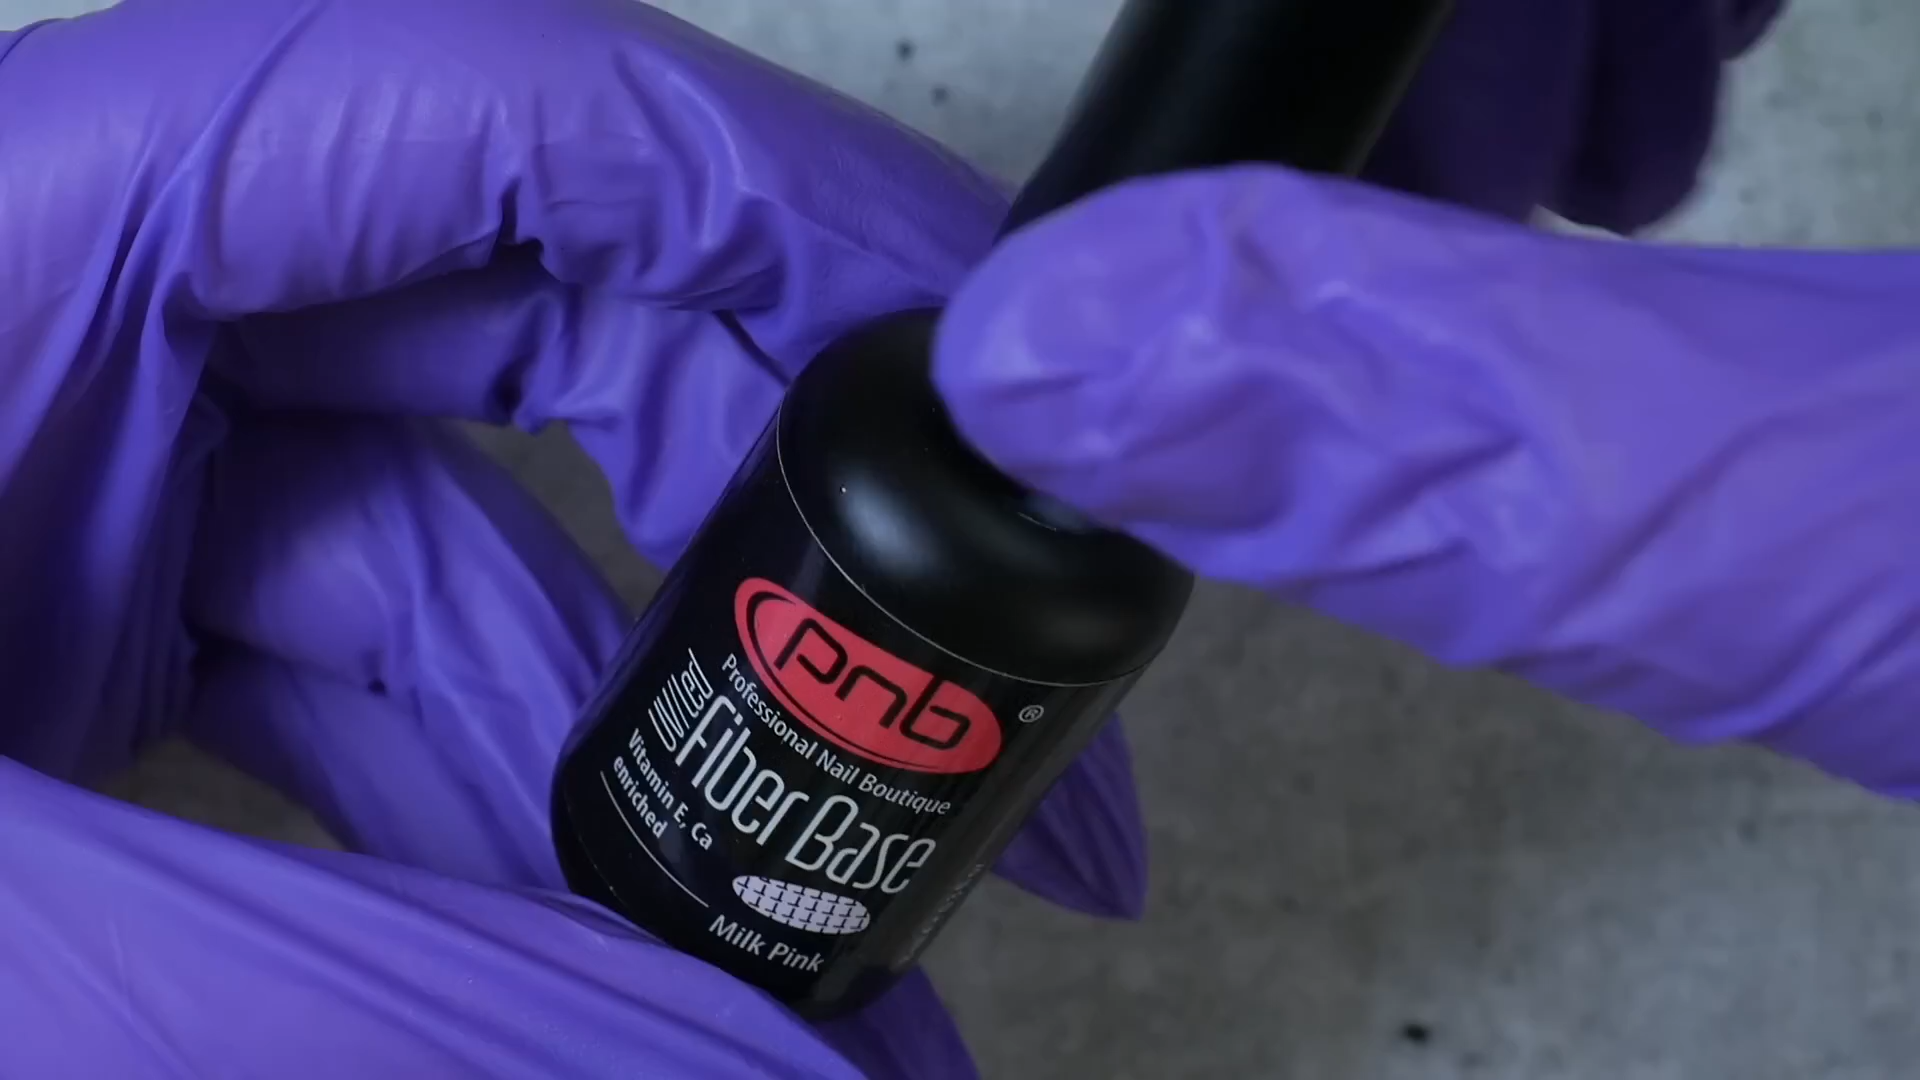 pnb
®
Professional Nail Boutique
UV/LED
Fiber Base
Vitamin E, Ca
enriched
Milk Pink